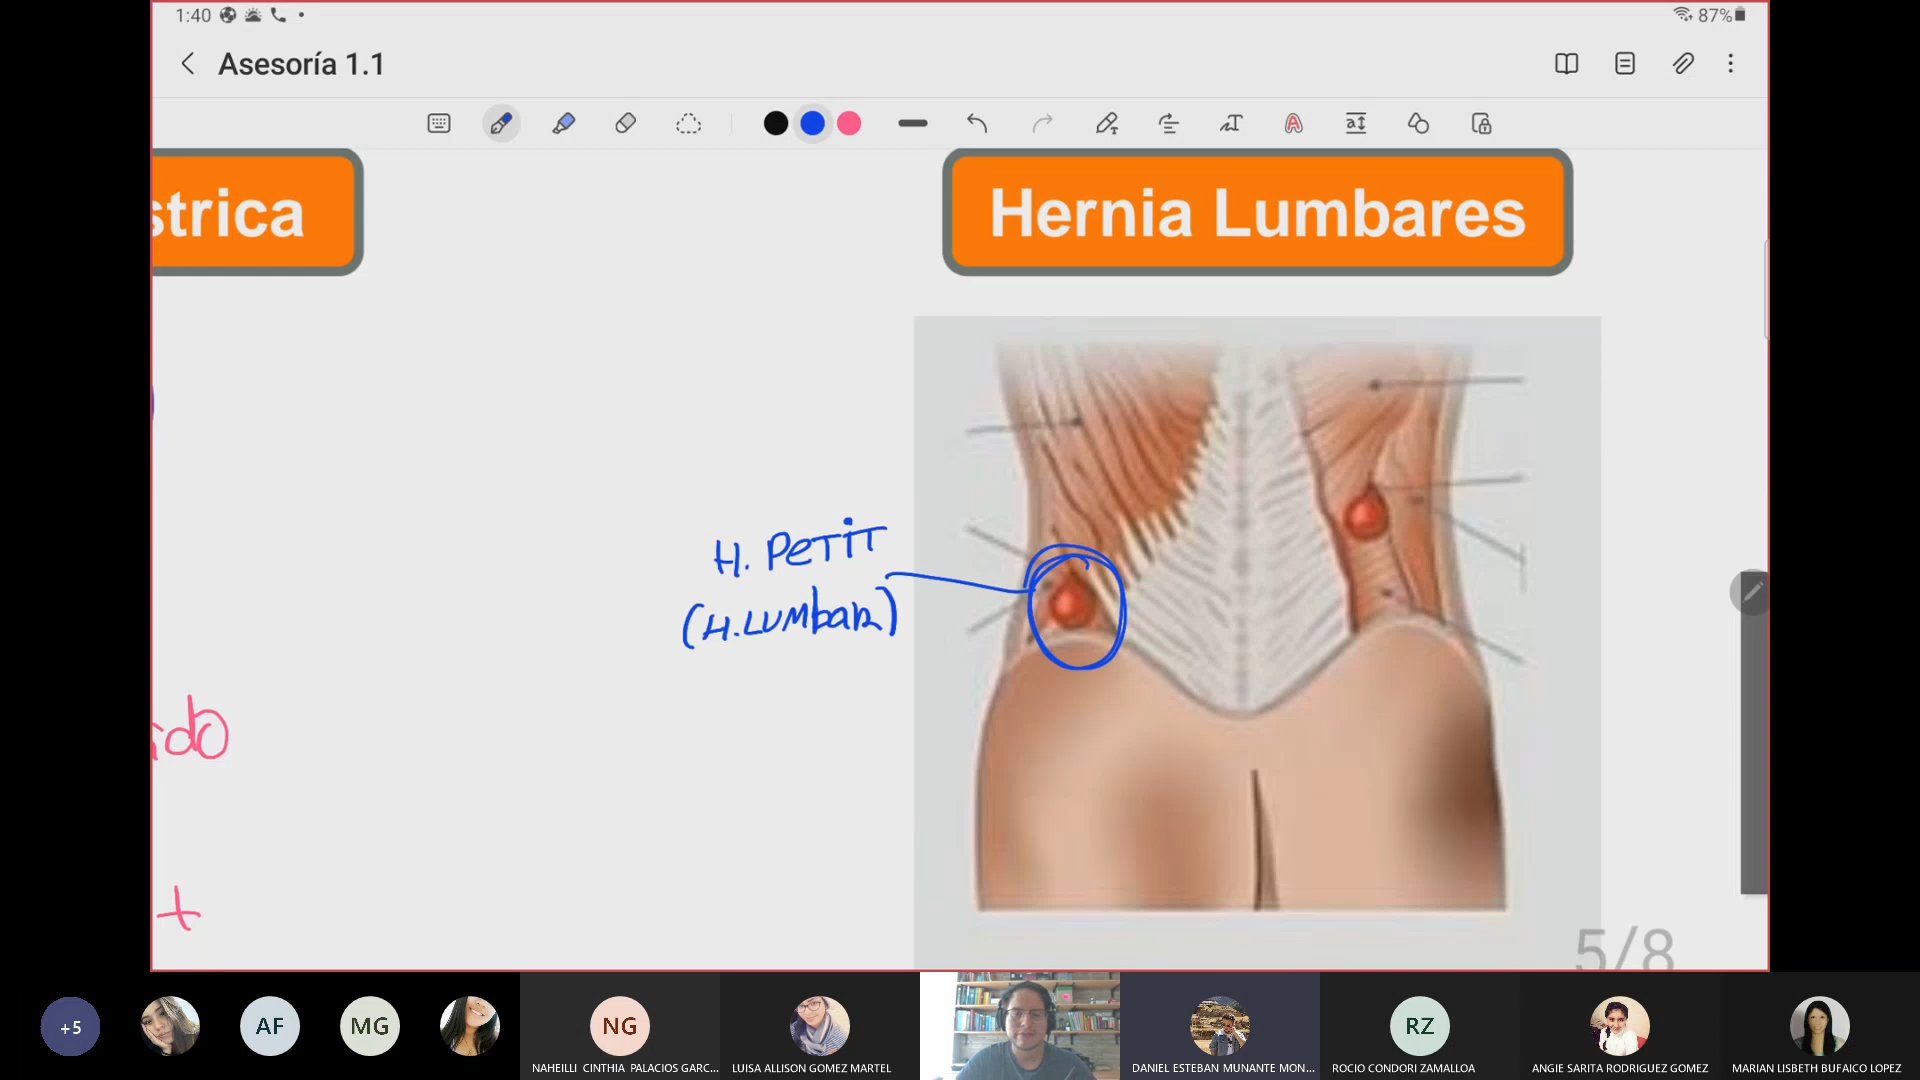 1:40
87%
Asesoría 1.1
strica
Hernia Lumbares
H. PETIT
(H.LUMbaR)
ido
+
5/8
+5
AF
MG
NG
RZ
NAHEILLI CINTHIA PALACIOS GARC...
LUISA ALLISON GOMEZ MARTEL
DANIEL ESTEBAN MUNANTE MON...
ROCIO CONDORI ZAMALLOA
ANGIE SARITA RODRIGUEZ GOMEZ
MARIAN LISBETH BUFAICO LOPEZ